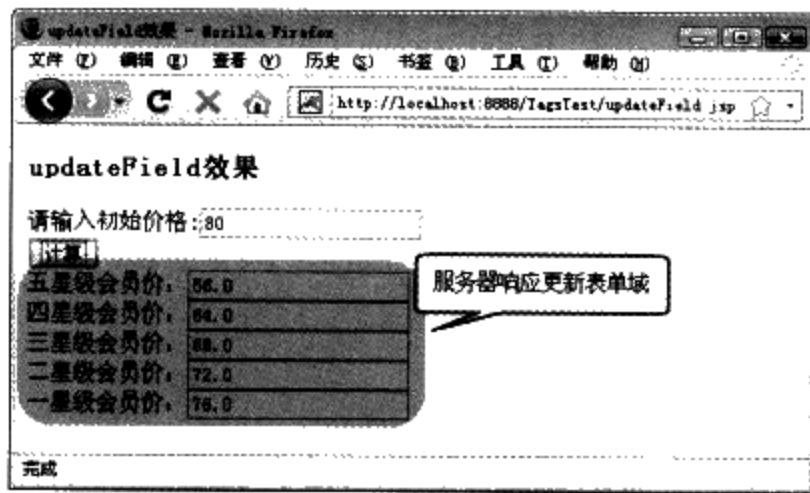 updateField效果 - Mozilla Firefox
文件 (F) 编辑 (E) 查看 (V) 历史 (S) 书签 (B) 工具 (T) 帮助 (H)
http://localhost:8888/TagsTest/updateField.jsp
updateField效果
请输入初始价格:80
计算
五星级会员价: 56.0
服务器响应更新表单域
四星级会员价: 64.0
三星级会员价: 68.0
二星级会员价: 72.0
一星级会员价: 76.0
完成